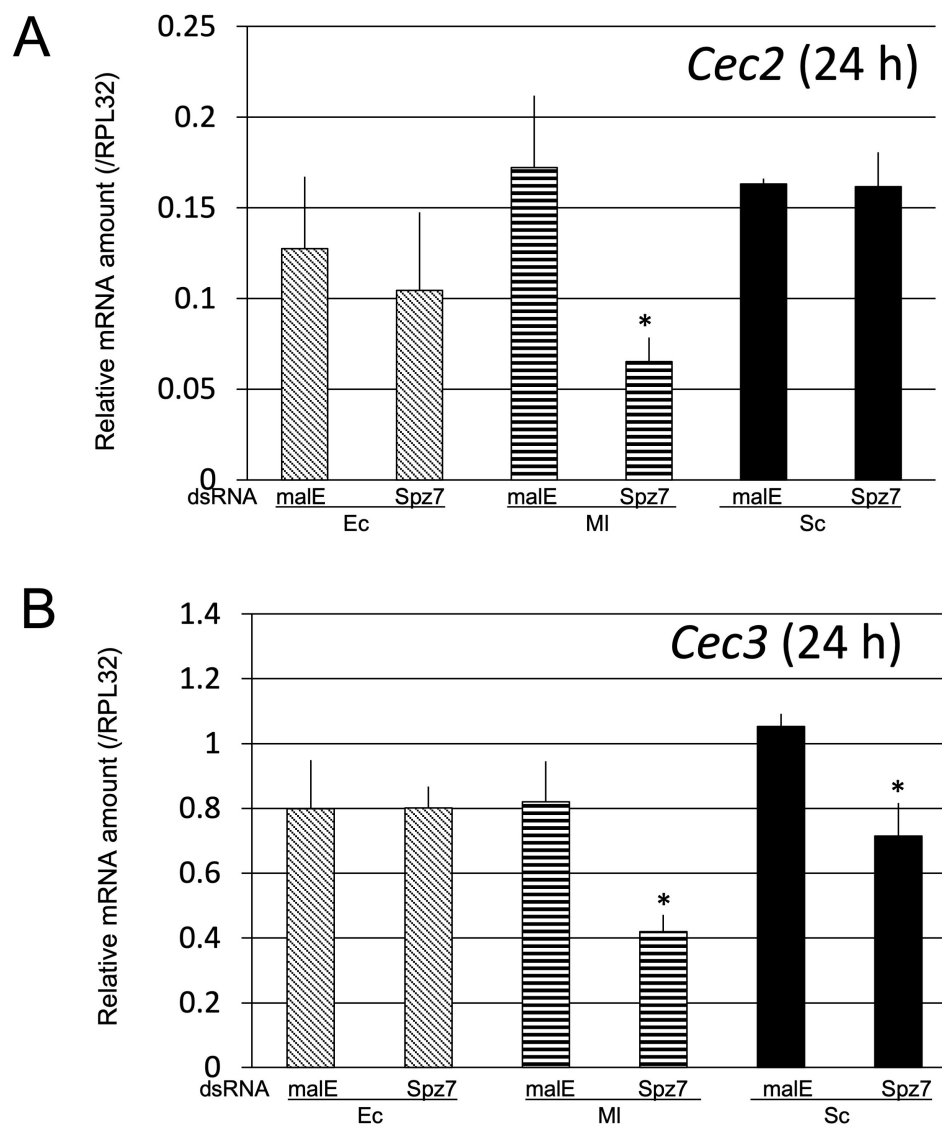 A
Cec2 (24 h)
Relative mRNA amount (/RPL32)
0.25
0.2
0.15
0.1
0.05
0
dsRNA malE Spz7 malE Spz7 malE Spz7
Ec Ml Sc
*
B
Cec3 (24 h)
Relative mRNA amount (/RPL32)
1.4
1.2
1
0.8
0.6
0.4
0.2
0
* *
dsRNA malE Spz7 malE Spz7 malE Spz7
Ec Ml Sc